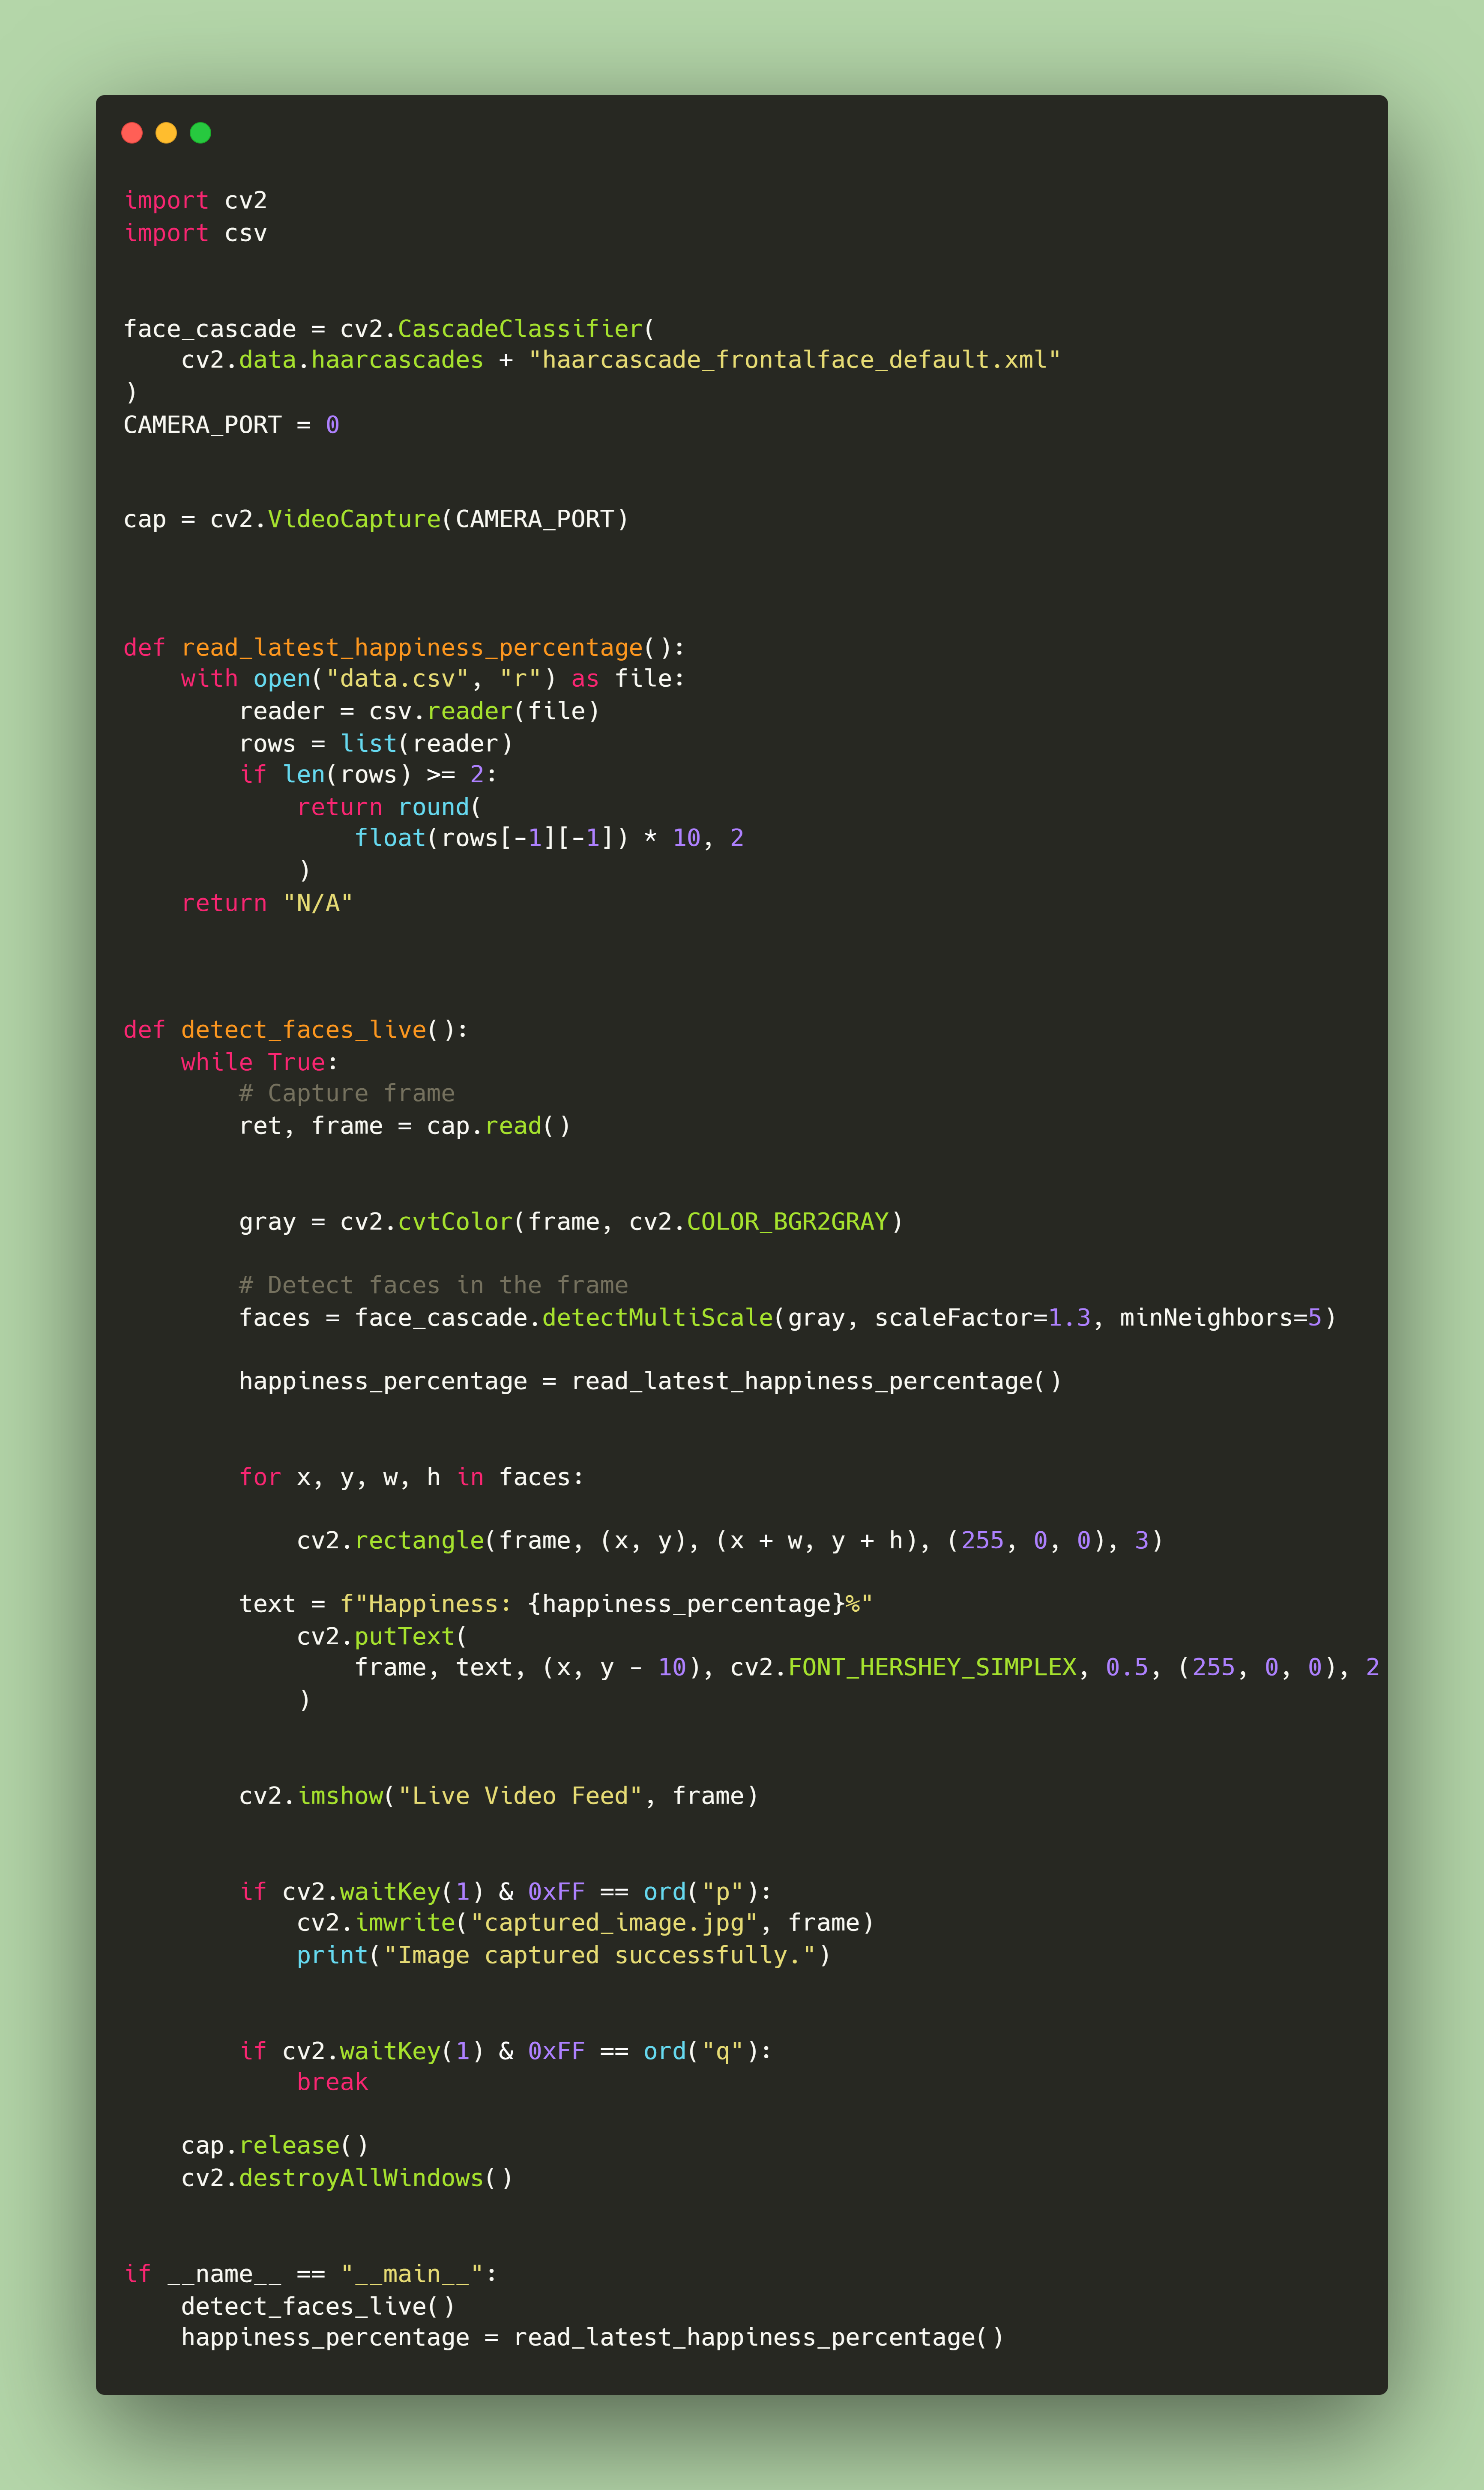 import cv2
import csv
face_cascade = cv2.CascadeClassifier(
    cv2.data.haarcascades + "haarcascade_frontalface_default.xml"
)
CAMERA_PORT = 0
cap = cv2.VideoCapture(CAMERA_PORT)
def read_latest_happiness_percentage():
    with open("data.csv", "r") as file:
        reader = csv.reader(file)
        rows = list(reader)
        if len(rows) >= 2:
            return round(
                float(rows[-1][-1]) * 10, 2
            )
    return "N/A"
def detect_faces_live():
    while True:
        # Capture frame
        ret, frame = cap.read()
        gray = cv2.cvtColor(frame, cv2.COLOR_BGR2GRAY)
        # Detect faces in the frame
        faces = face_cascade.detectMultiScale(gray, scaleFactor=1.3, minNeighbors=5)
        happiness_percentage = read_latest_happiness_percentage()
        for x, y, w, h in faces:
            cv2.rectangle(frame, (x, y), (x + w, y + h), (255, 0, 0), 3)
        text = f"Happiness: {happiness_percentage}%"
            cv2.putText(
                frame, text, (x, y - 10), cv2.FONT_HERSHEY_SIMPLEX, 0.5, (255, 0, 0), 2
            )
        cv2.imshow("Live Video Feed", frame)
        if cv2.waitKey(1) & 0xFF == ord("p"):
            cv2.imwrite("captured_image.jpg", frame)
            print("Image captured successfully.")
        if cv2.waitKey(1) & 0xFF == ord("q"):
            break
    cap.release()
    cv2.destroyAllWindows()
if __name__ == "__main__":
    detect_faces_live()
    happiness_percentage = read_latest_happiness_percentage()